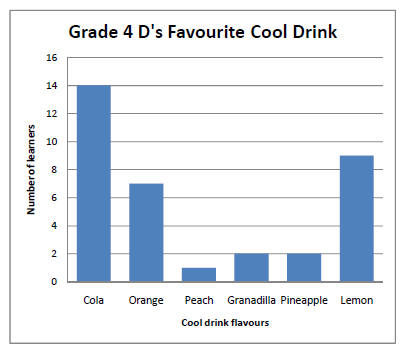 Grade 4 D's Favourite Cool Drink
16
14
12
10
8
6
4
2
0
Number of learners
Cola Orange Peach Granadilla Pineapple Lemon
Cool drink flavours